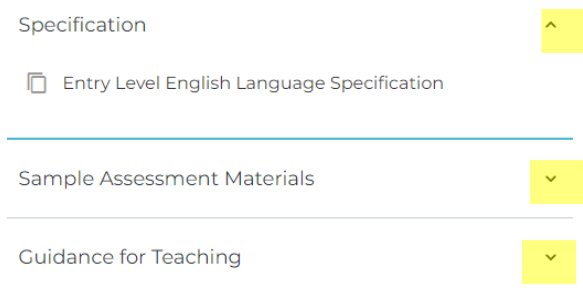 Specification
Entry Level English Language Specification
Sample Assessment Materials
Guidance for Teaching